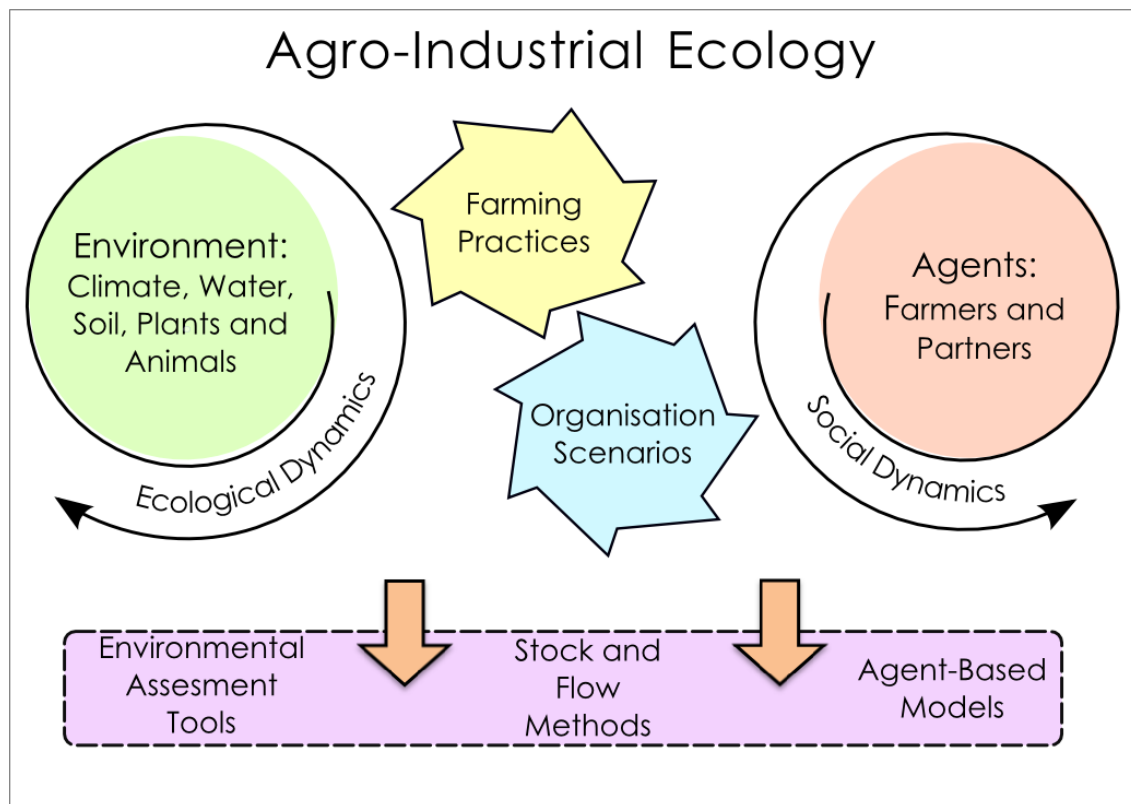 Agro-Industrial Ecology
Environment:
Climate, Water,
Soil, Plants and
Animals
Ecological Dynamics
Farming
Practices
Organisation
Scenarios
Agents:
Farmers and
Partners
Social Dynamics
Environmental
Assesment
Tools
Stock and
Flow
Methods
Agent-Based
Models